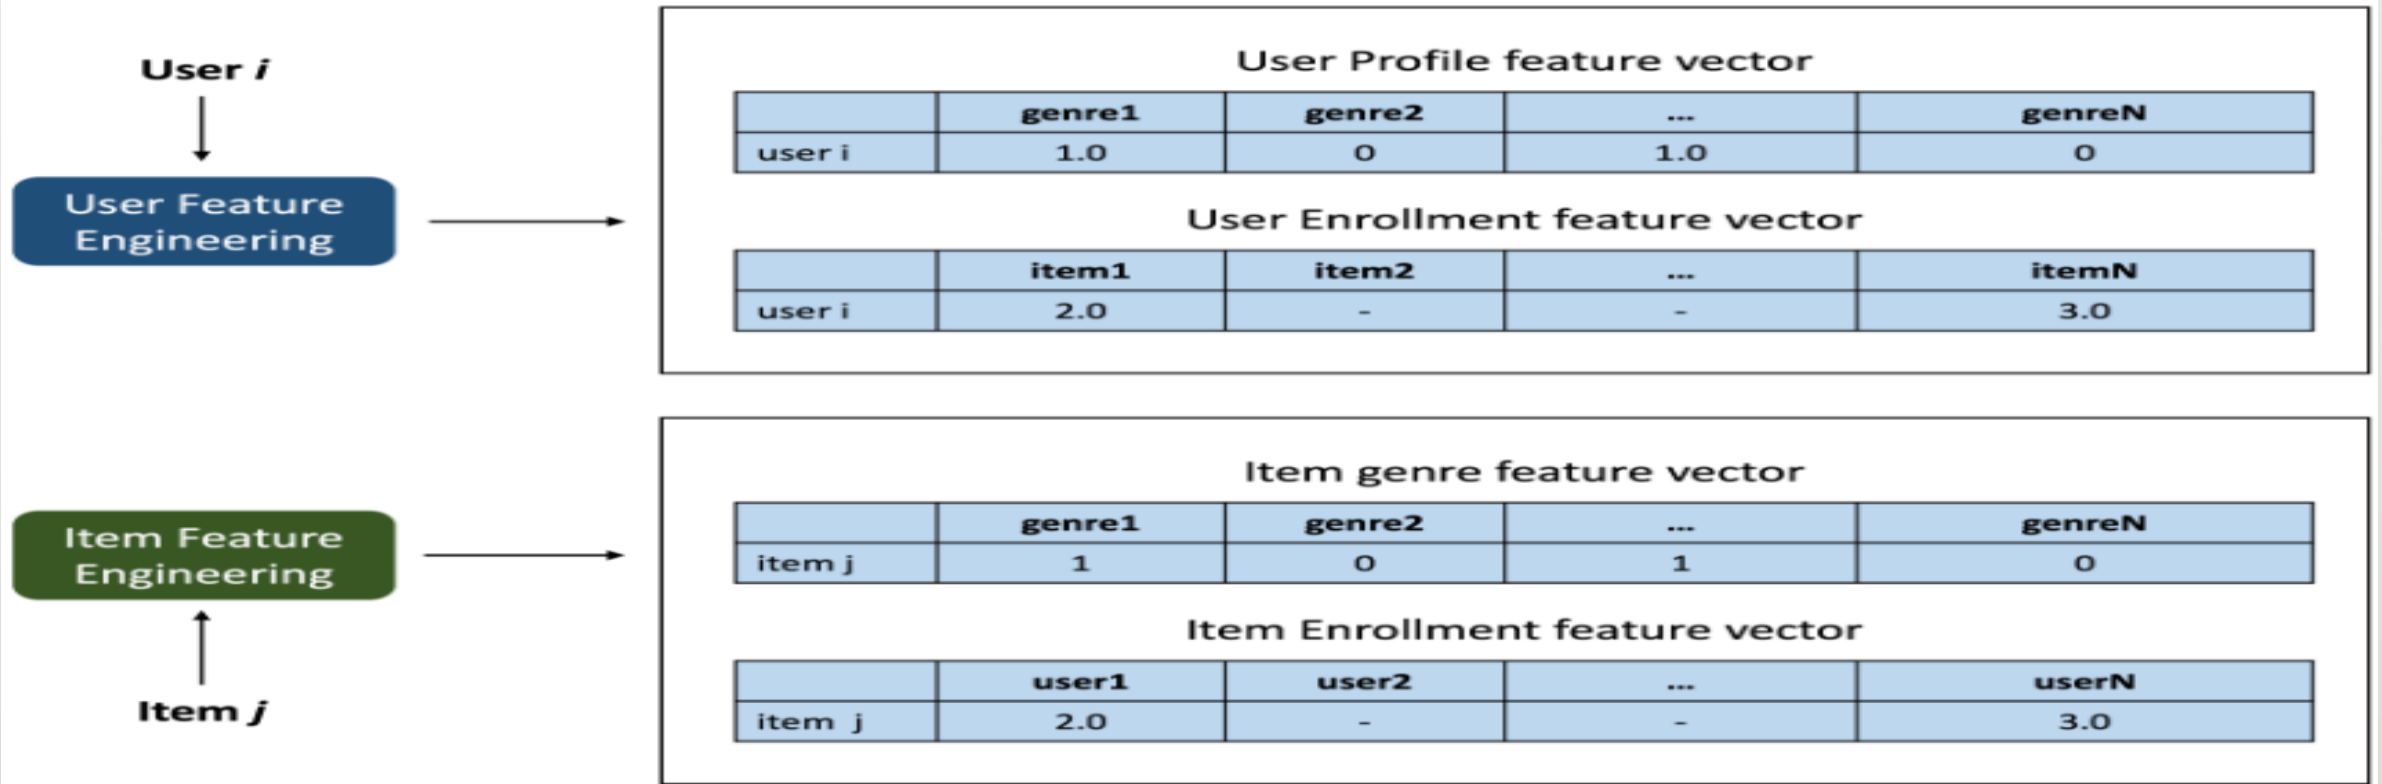 User i
User Feature
Engineering
User Profile feature vector
genre1 genre2 ... genreN
user i 1.0 0 1.0 0
User Enrollment feature vector
item1 item2 ... itemN
user i 2.0 - - 3.0
Item Feature
Engineering
Item j
Item genre feature vector
genre1 genre2 ... genreN
item j 1 0 1 0
Item Enrollment feature vector
user1 user2 ... userN
item j 2.0 - - 3.0